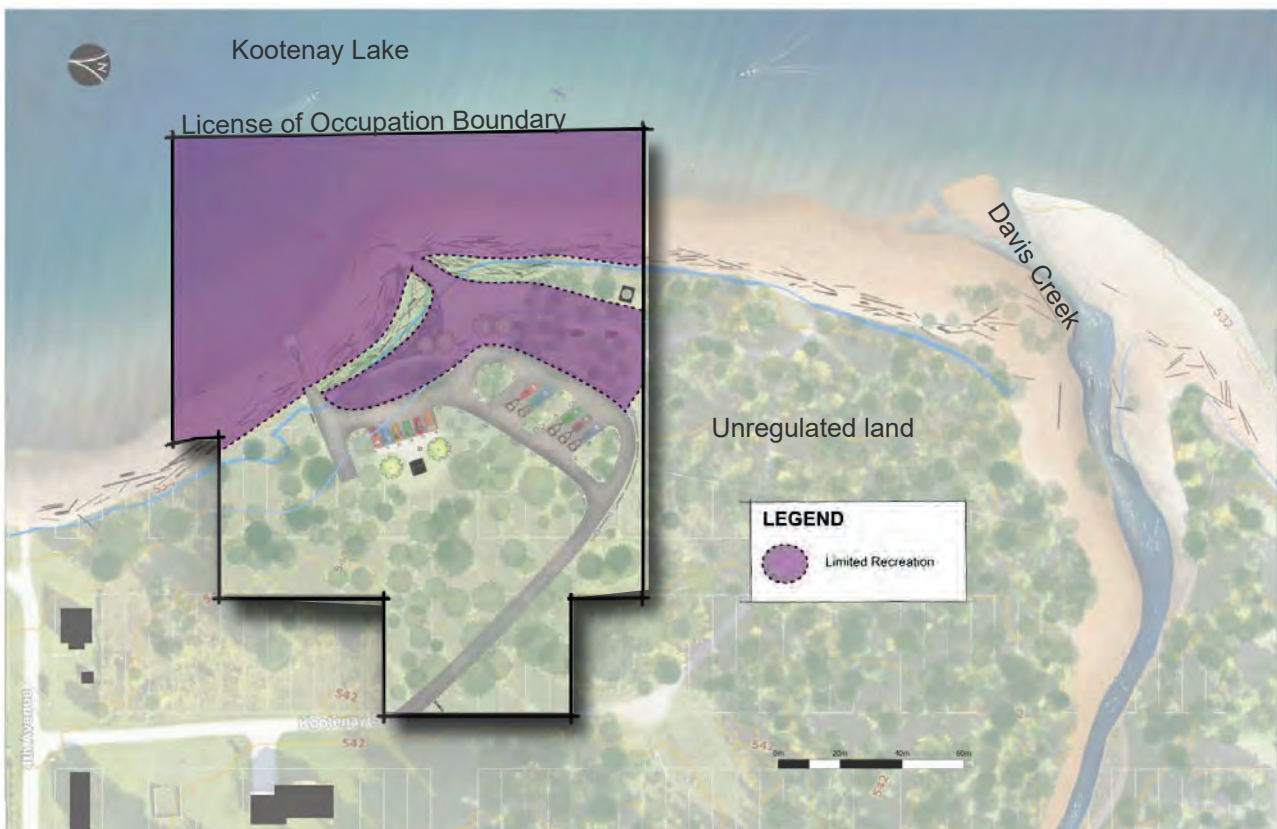 Kootenay Lake
License of Occupation Boundary
Davis Creek
532
Unregulated land
LEGEND
Limited Recreation
542
Kootenay
542
0m 20m 40m 60m
542
542